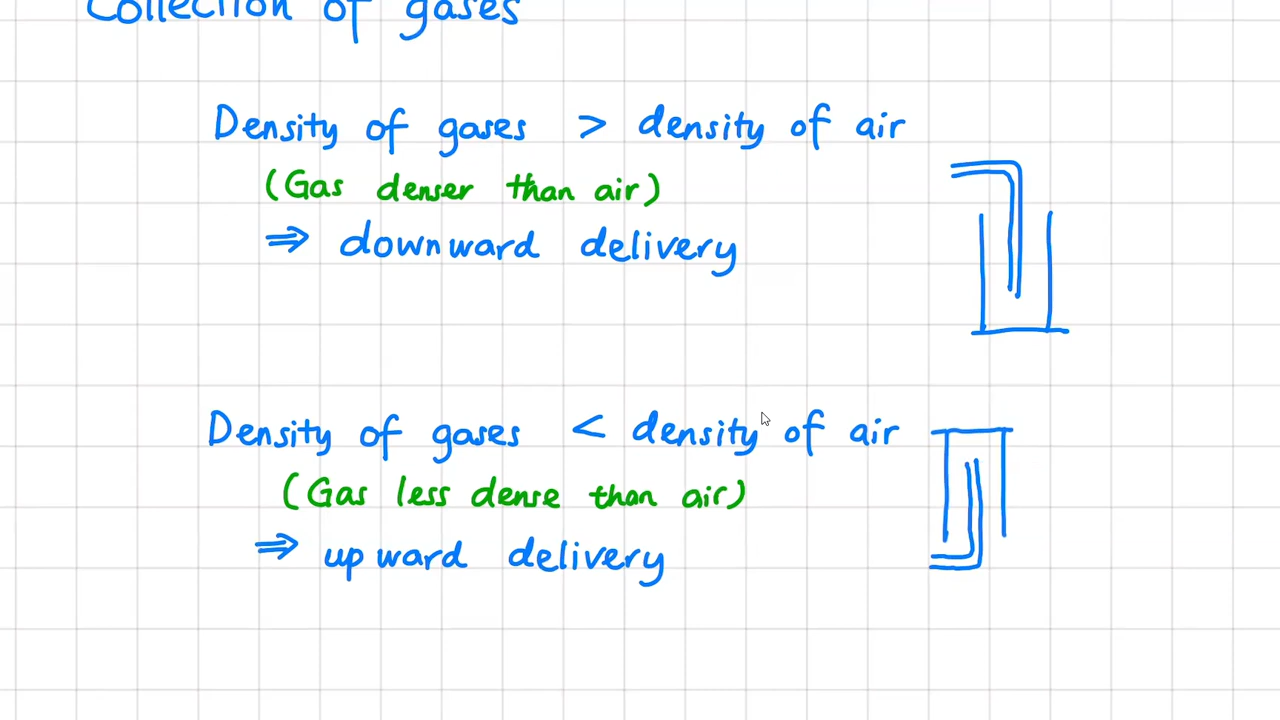 Collection of gases
Density of gases > density of air
(Gas denser than air)
⇒ downward delivery
Density of gases < density of air
(Gas less dense than air)
⇒ upward delivery